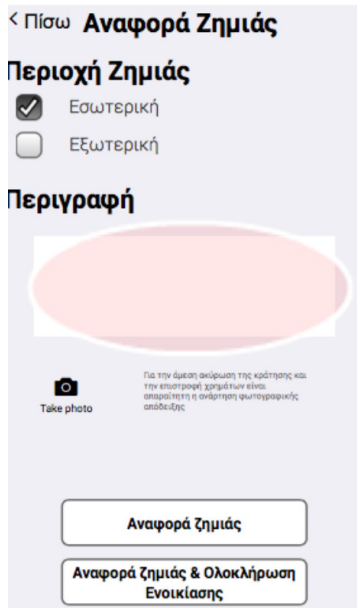 < Πίσω Αναφορά Ζημιάς
Περιοχή Ζημιάς
Εσωτερική
Εξωτερική
Περιγραφή
Take photo
Για την άμεση ακύρωση της κράτησης και
την επιστροφή χρημάτων είναι
απαραίτητη η ανάρτηση φωτογραφικής
απόδειξης
Αναφορά ζημιάς
Αναφορά ζημιάς & Ολοκλήρωση
Ενοικίασης